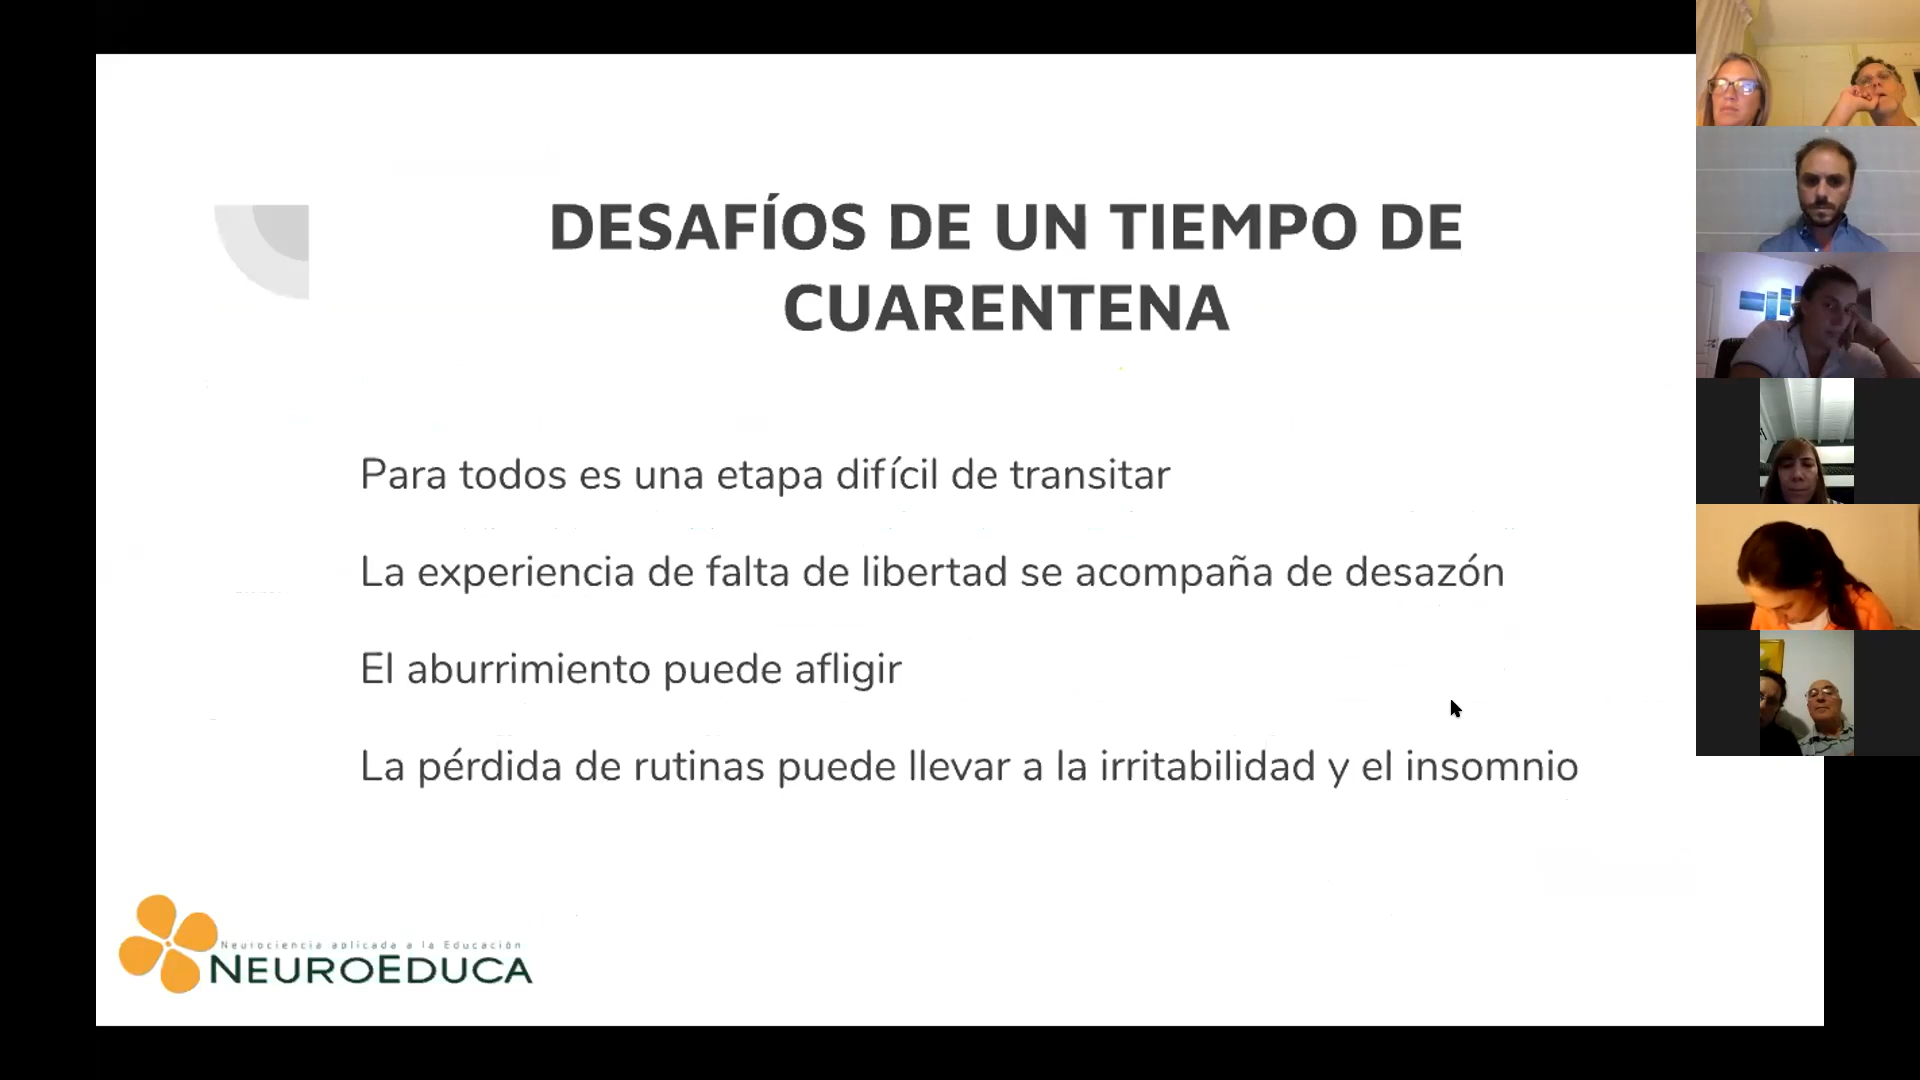 DESAFÍOS DE UN TIEMPO DE
CUARENTENA
Para todos es una etapa difícil de transitar
La experiencia de falta de libertad se acompaña de desazón
El aburrimiento puede afligir
La pérdida de rutinas puede llevar a la irritabilidad y el insomnio
Neurociencia aplicada a la Educación
NEUROEDUCA